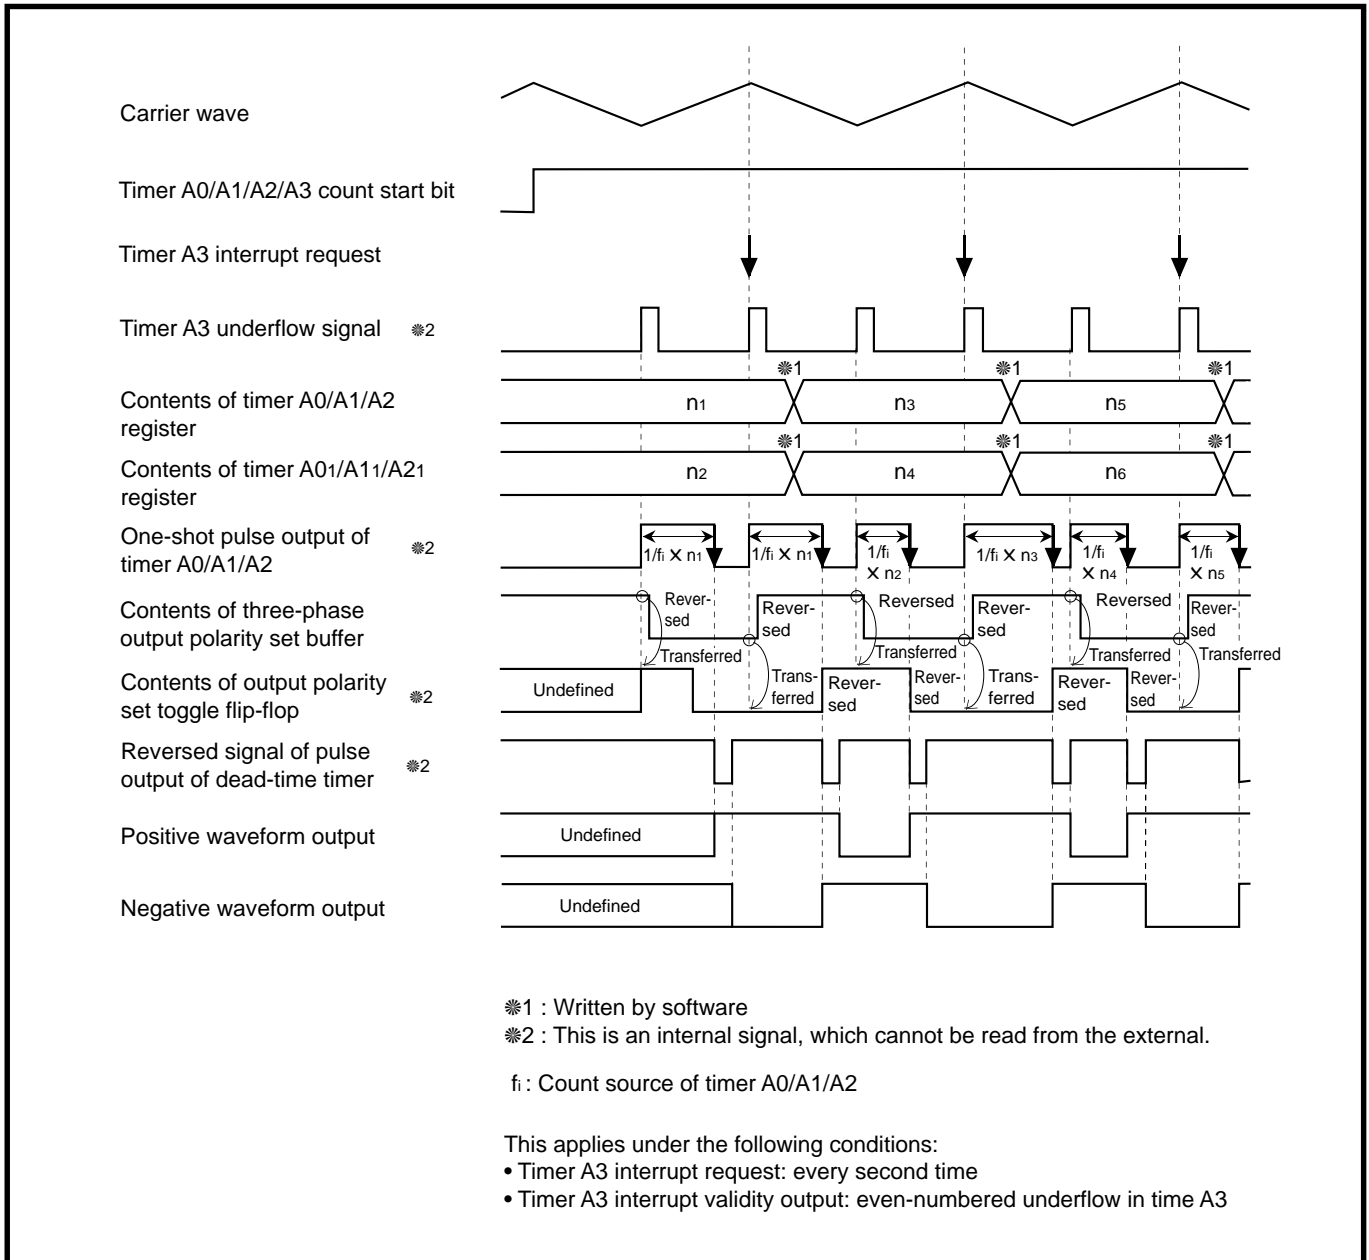 Carrier wave
Timer A0/A1/A2/A3 count start bit
Timer A3 interrupt request
Timer A3 underflow signal ❋2
❋1 ❋1 ❋1
Contents of timer A0/A1/A2
register
n1 n3 n5
❋1 ❋1 ❋1
Contents of timer A01/A11/A21
register
n2 n4 n6
One-shot pulse output of
timer A0/A1/A2
❋2
1/fi X n1
1/fi X n1
1/fi
X n2
1/fi X n3
1/fi
X n4
1/fi
X n5
Contents of three-phase
output polarity set buffer
Rever-
sed
Rever-
sed
Reversed
Rever-
sed
Reversed
Rever-
sed
Transferred
Transferred
Transferred
Transferred
Contents of output polarity
set toggle flip-flop
❋2
Undefined
Trans-
ferred
Rever-
sed
Rever-
sed
Trans-
ferred
Rever-
sed
Rever-
sed
Reversed signal of pulse
output of dead-time timer
❋2
Positive waveform output
Undefined
Negative waveform output
Undefined
❋1 : Written by software
❋2 : This is an internal signal, which cannot be read from the external.
fi : Count source of timer A0/A1/A2
This applies under the following conditions:
• Timer A3 interrupt request: every second time
• Timer A3 interrupt validity output: even-numbered underflow in time A3